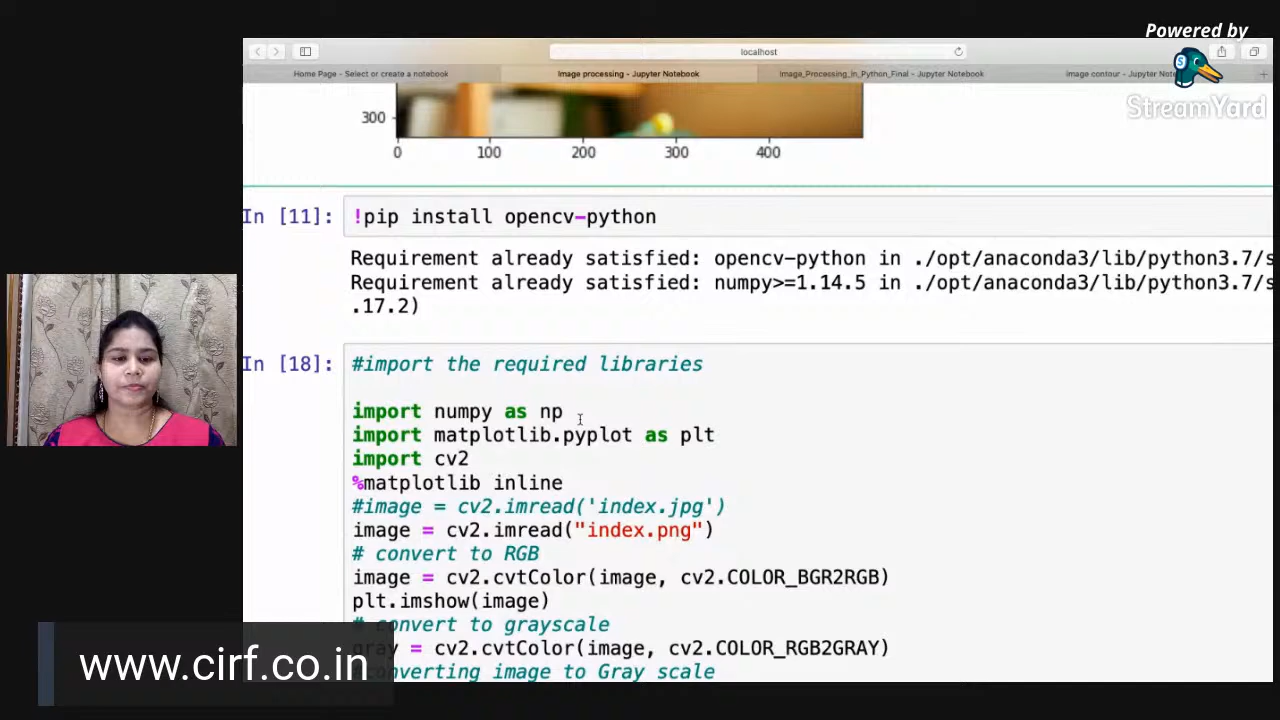 Powered by
StreamYard
localhost
Home Page - Select or create a notebook
Image processing - Jupyter Notebook
Image_Processing_in_Python_Final - Jupyter Notebook
image contour - Jupyter
300
0 100 200 300 400
In [11]: !pip install opencv-python
Requirement already satisfied: opencv-python in ./opt/anaconda3/lib/python3.7/s
Requirement already satisfied: numpy>=1.14.5 in ./opt/anaconda3/lib/python3.7/s
.17.2)
In [18]: #import the required libraries
import numpy as np
import matplotlib.pyplot as plt
import cv2
%matplotlib inline
#image = cv2.imread('index.jpg')
image = cv2.imread("index.png")
# convert to RGB
image = cv2.cvtColor(image, cv2.COLOR_BGR2RGB)
plt.imshow(image)
# convert to grayscale
gray = cv2.cvtColor(image, cv2.COLOR_RGB2GRAY)
converting image to Gray scale
www.cirf.co.in